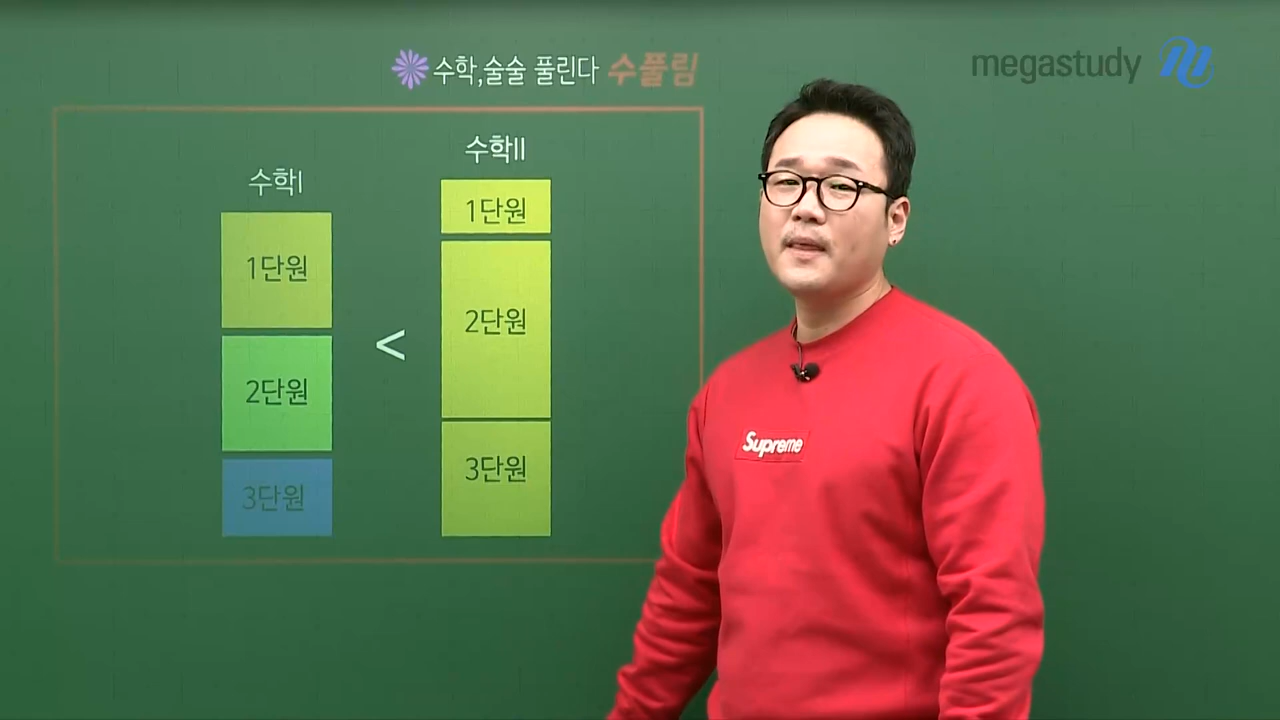 수학,술술 풀린다 수풀림
megastudy
수학I
1단원
2단원
3단원
<
수학II
1단원
2단원
3단원
Supreme